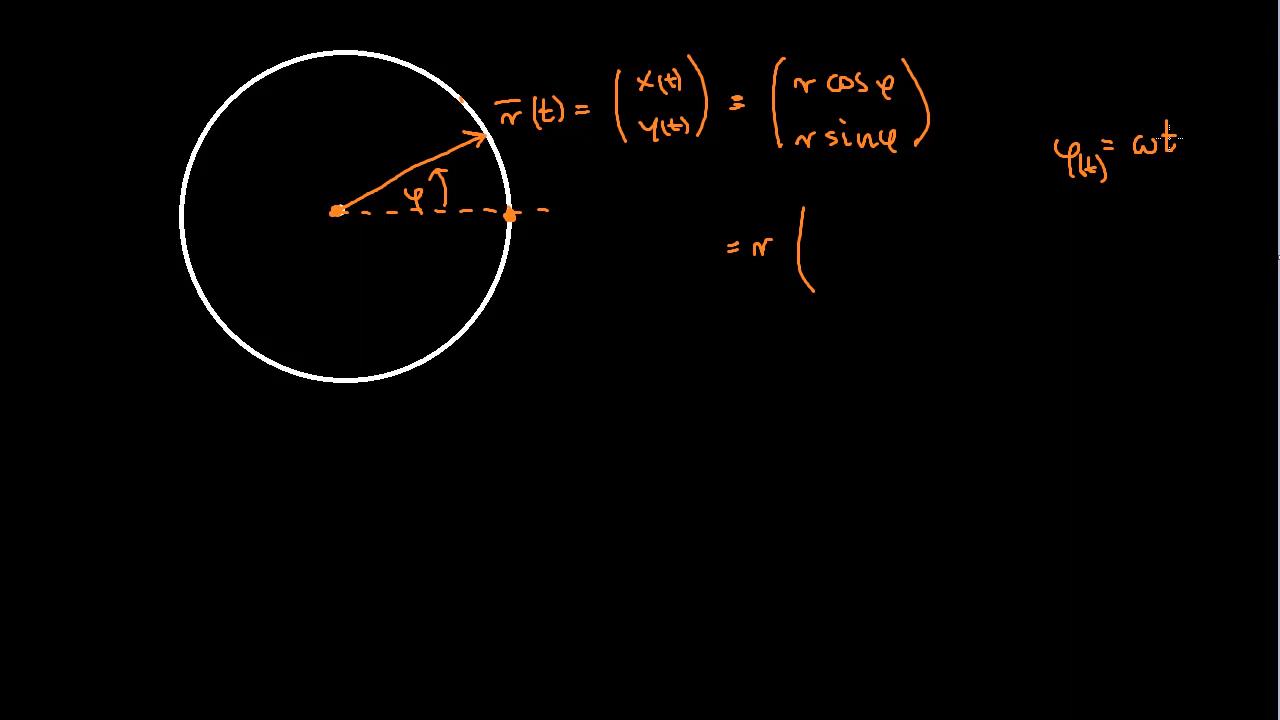 r̅(t) = ( x(t) y(t) ) = ( r cos φ r sin φ )
φ(t) = ωt
φ
= r (